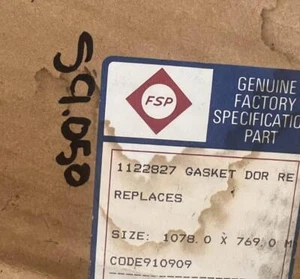 59.050
FSP
GENUINE
FACTORY
SPECIFICATIO
PART
1122827 GASKET DOR RE
REPLACES
SIZE: 1078.0 X 769.0 M
CODE910909